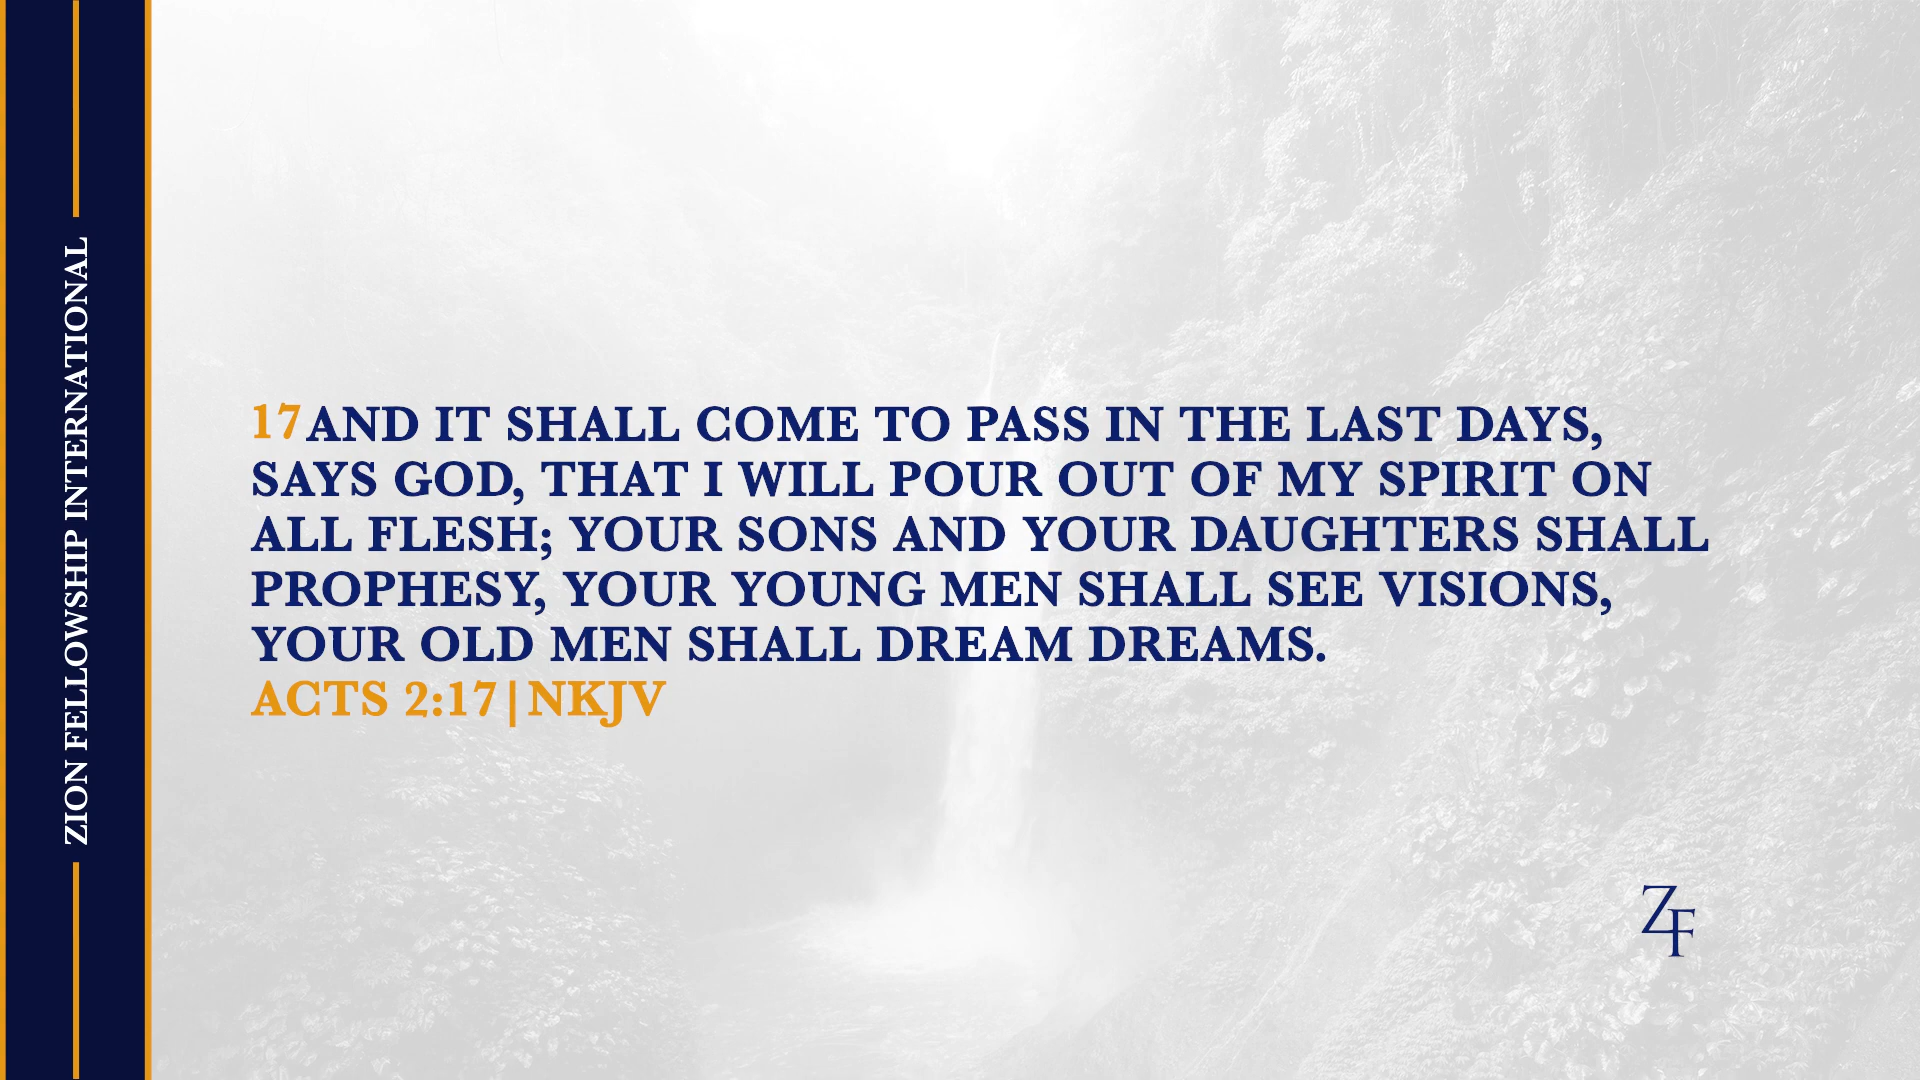 ZION FELLOWSHIP INTERNATIONAL
17AND IT SHALL COME TO PASS IN THE LAST DAYS,
SAYS GOD, THAT I WILL POUR OUT OF MY SPIRIT ON
ALL FLESH; YOUR SONS AND YOUR DAUGHTERS SHALL
PROPHESY, YOUR YOUNG MEN SHALL SEE VISIONS,
YOUR OLD MEN SHALL DREAM DREAMS.
ACTS 2:17|NKJV
ZF